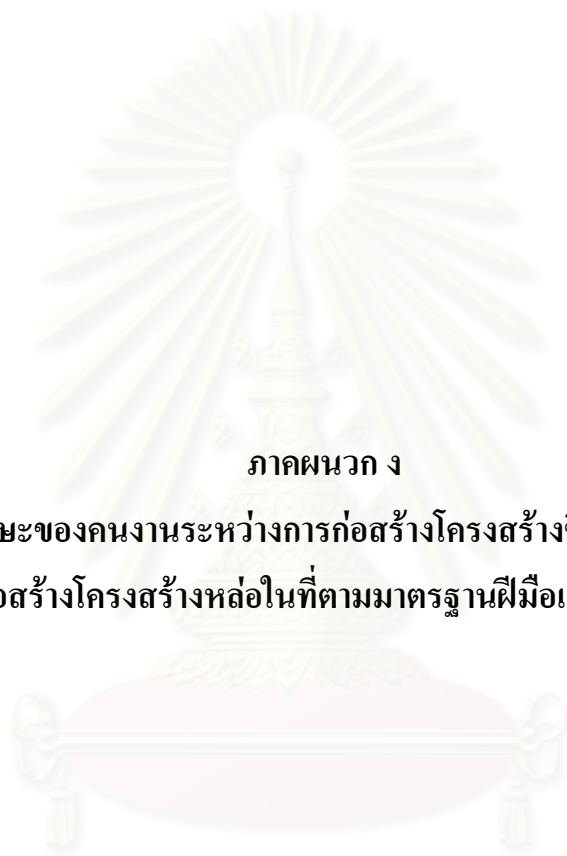 ภาคผนวก ง
ษะของคนงานระหว่างการก่อสร้างโครงสร้าง
สร้างโครงสร้างหล่อในที่ตามมาตรฐานฝีมือ